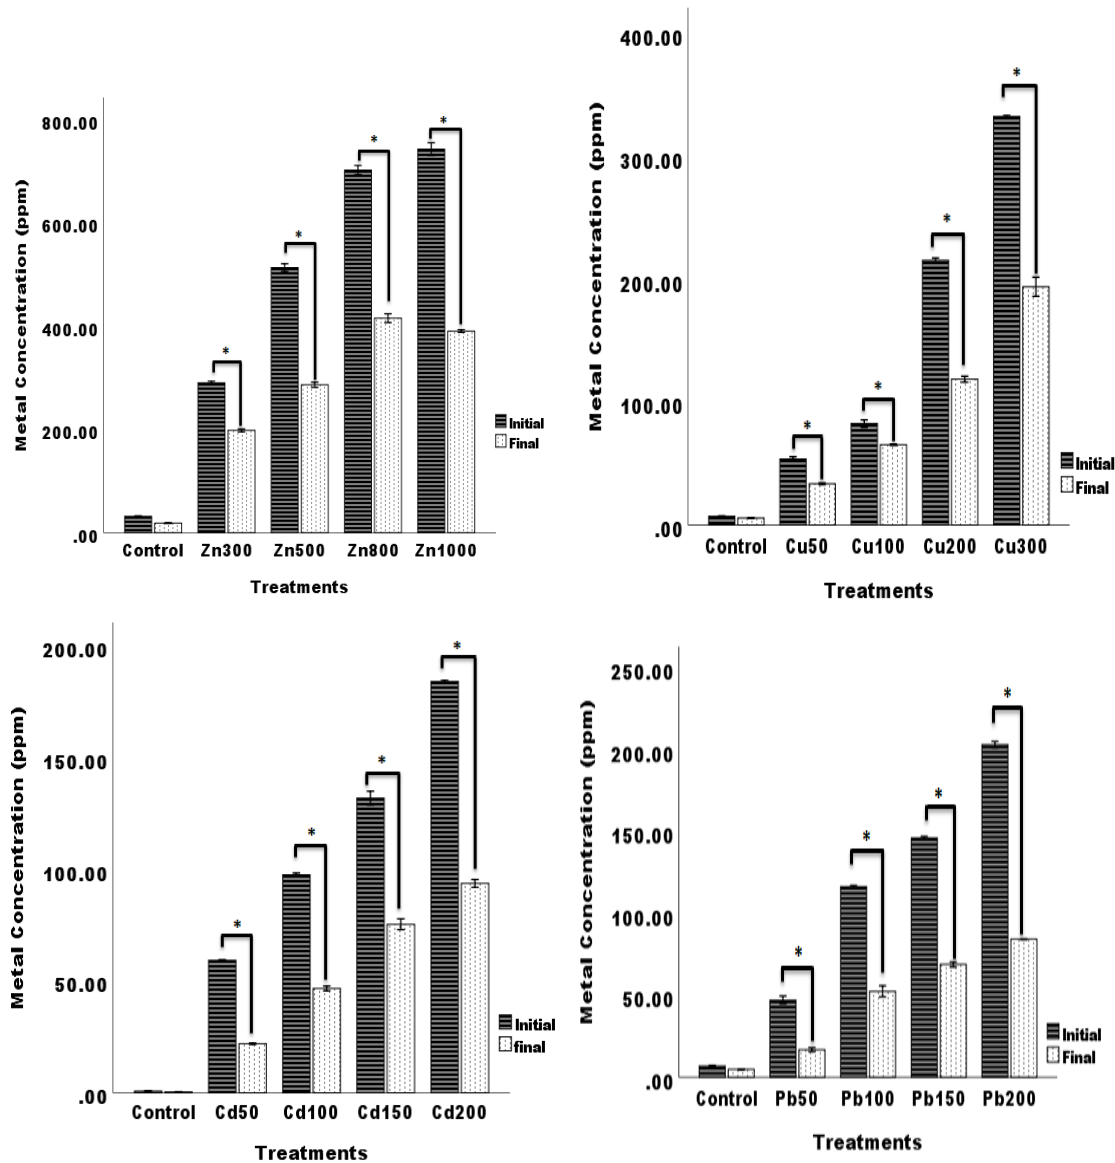 Metal Concentration (ppm)
800.00
600.00
400.00
200.00
.00
*
*
*
*
Initial
Final
Control Zn300 Zn500 Zn800 Zn1000
Treatments
Metal Concentration (ppm)
400.00
300.00
200.00
100.00
.00
*
*
*
*
Initial
Final
Control Cu50 Cu100 Cu200 Cu300
Treatments
Metal Concentration (ppm)
200.00
150.00
100.00
50.00
.00
*
*
*
*
Initial
final
Control Cd50 Cd100 Cd150 Cd200
Treatments
Metal Concentration (ppm)
250.00
200.00
150.00
100.00
50.00
.00
*
*
*
*
Initial
Final
Control Pb50 Pb100 Pb150 Pb200
Treatments